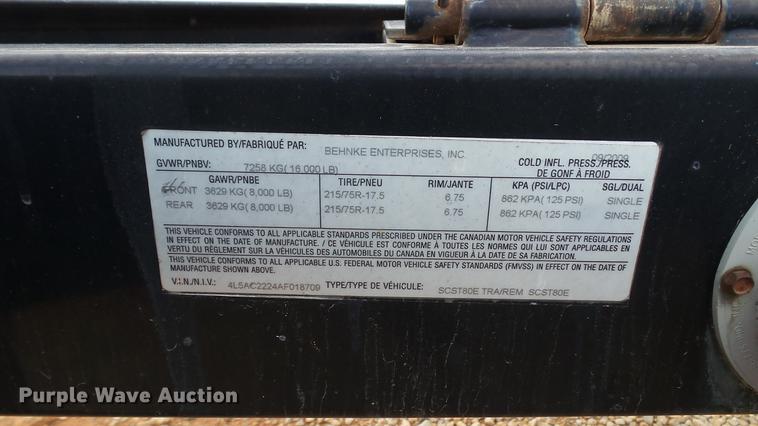 MANUFACTURED BY/FABRIQUÉ PAR: BEHNKE ENTERPRISES, INC. 09/2009
GVWR/PNBV: 7258 KG( 16,000 LB) COLD INFL. PRESS./PRESS. DE GONF À FROID
GAWR/PNBE TIRE/PNEU RIM/JANTE KPA (PSI/LPC) SGL/DUAL
FRONT 3629 KG( 8,000 LB) 215/75R-17.5 6.75 862 KPA( 125 PSI) SINGLE
REAR 3629 KG( 8,000 LB) 215/75R-17.5 6.75 862 KPA( 125 PSI) SINGLE
THIS VEHICLE CONFORMS TO ALL APPLICABLE STANDARDS PRESCRIBED UNDER THE CANADIAN MOTOR VEHICLE SAFETY REGULATIONS
IN EFFECT ON THE DATE OF MANUFACTURE. / CE VÉHICULE EST CONFORME À TOUTES LES NORMES QUI LUI SONT APPLICABLES EN
VERTU DU RÈGLEMENT SUR LA SÉCURITÉ DES VÉHICULES DES AUTOMOBILES DU CANADA EN VIGUEUR À LA DATE DE SA FABRICATION.
THIS VEHICLE CONFORMS TO ALL APPLICABLE U.S. FEDERAL MOTOR VEHICLE SAFETY STANDARDS (FMVSS) IN EFFECT ON THE DATE OF
MANUFACTURE SHOWN ABOVE.
V.I.N./N.I.V.: 4L5AC2224AF018709 TYPE/TYPE DE VÉHICULE: SCST80E TRA/REM SCST80E
Purple Wave Auction